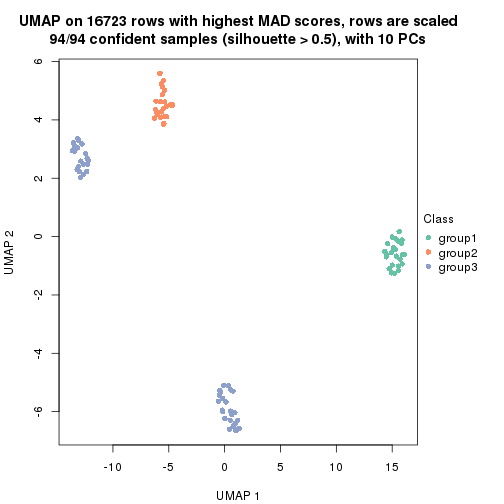 UMAP on 16723 rows with highest MAD scores, rows are scaled
94/94 confident samples (silhouette > 0.5), with 10 PCs
6
4
2
0
-2
-4
-6
UMAP 2
Class
group1
group2
group3
-10
-5
0
5
10
15
UMAP 1